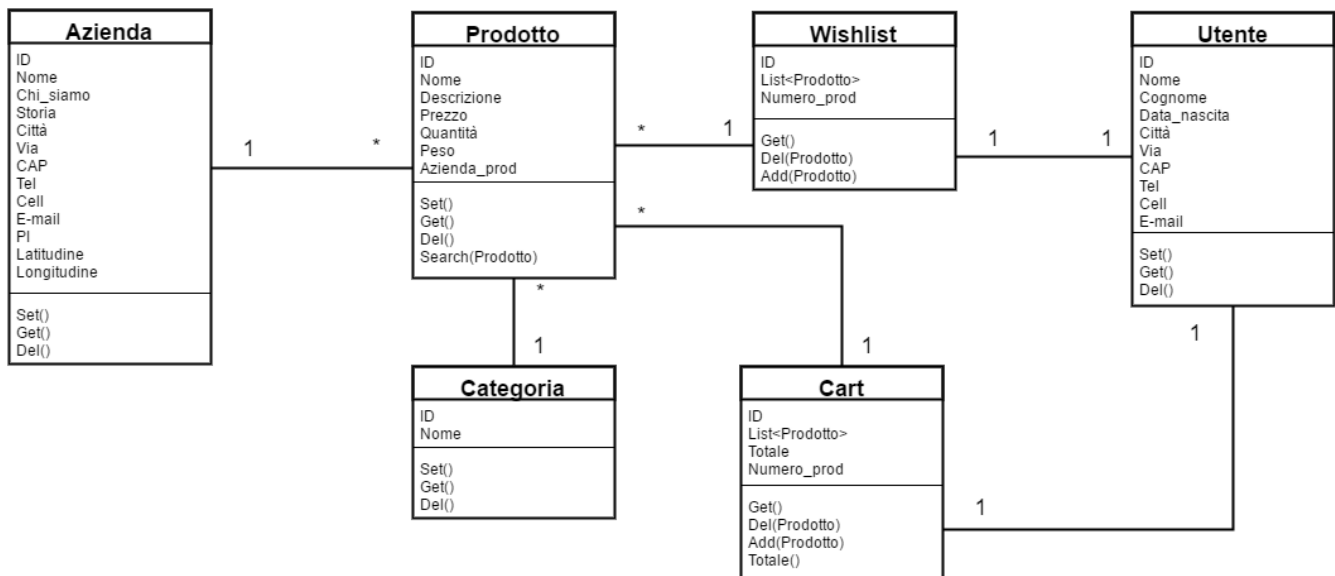 Azienda
ID
Nome
Chi_siamo
Storia
Città
Via
CAP
Tel
Cell
E-mail
PI
Latitudine
Longitudine
Set()
Get()
Del()
1
*
Prodotto
ID
Nome
Descrizione
Prezzo
Quantità
Peso
Azienda_prod
Set()
Get()
Del()
Search(Prodotto)
*
1
*
1
*
1
Wishlist
ID
List<Prodotto>
Numero_prod
Get()
Del(Prodotto)
Add(Prodotto)
1
1
Utente
ID
Nome
Cognome
Data_nascita
Città
Via
CAP
Tel
Cell
E-mail
Set()
Get()
Del()
1
1
Categoria
ID
Nome
Set()
Get()
Del()
Cart
ID
List<Prodotto>
Totale
Numero_prod
Get()
Del(Prodotto)
Add(Prodotto)
Totale()